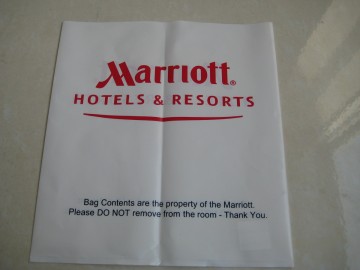 Marriott®
HOTELS & RESORTS
Bag Contents are the property of the Marriott.
Please DO NOT remove from the room - Thank You.